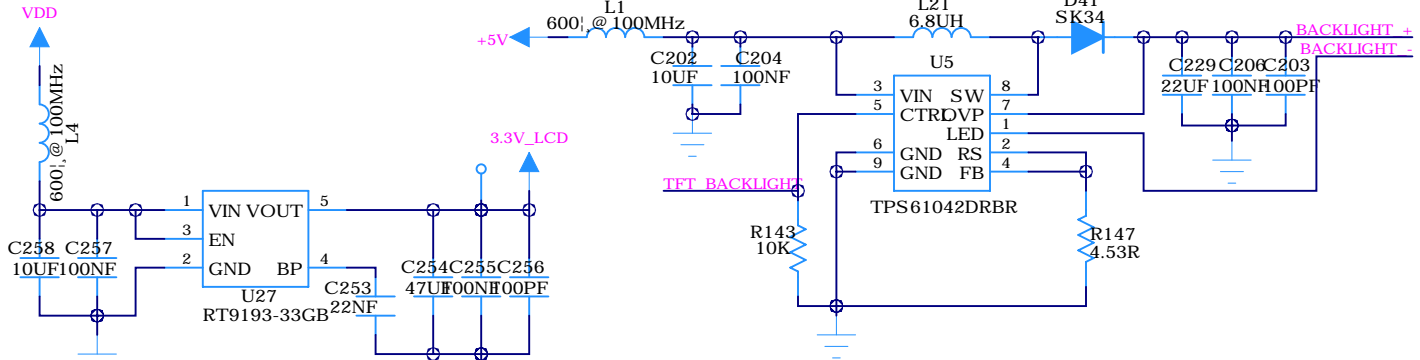 VDD
600¦,@100MHz
L4
C258
10UF
C257
100NF
1 VIN VOUT 5
3 EN
2 GND BP 4
U27
RT9193-33GB
C253
22NF
3.3V_LCD
C254
47UF
C255
100NF
C256
100PF
+5V
L1
600¦,@100MHz
C202
10UF
C204
100NF
L21
6.8UH
D41
SK34
U5
3 VIN SW 8
5 CTRL OVP 7
LED 1
6 GND RS 2
9 GND FB 4
TPS61042DRBR
TFT_BACKLIGHT
R143
10K
R147
4.53R
BACKLIGHT_+
BACKLIGHT_-
C229
22UF
C206
100NF
C203
100PF